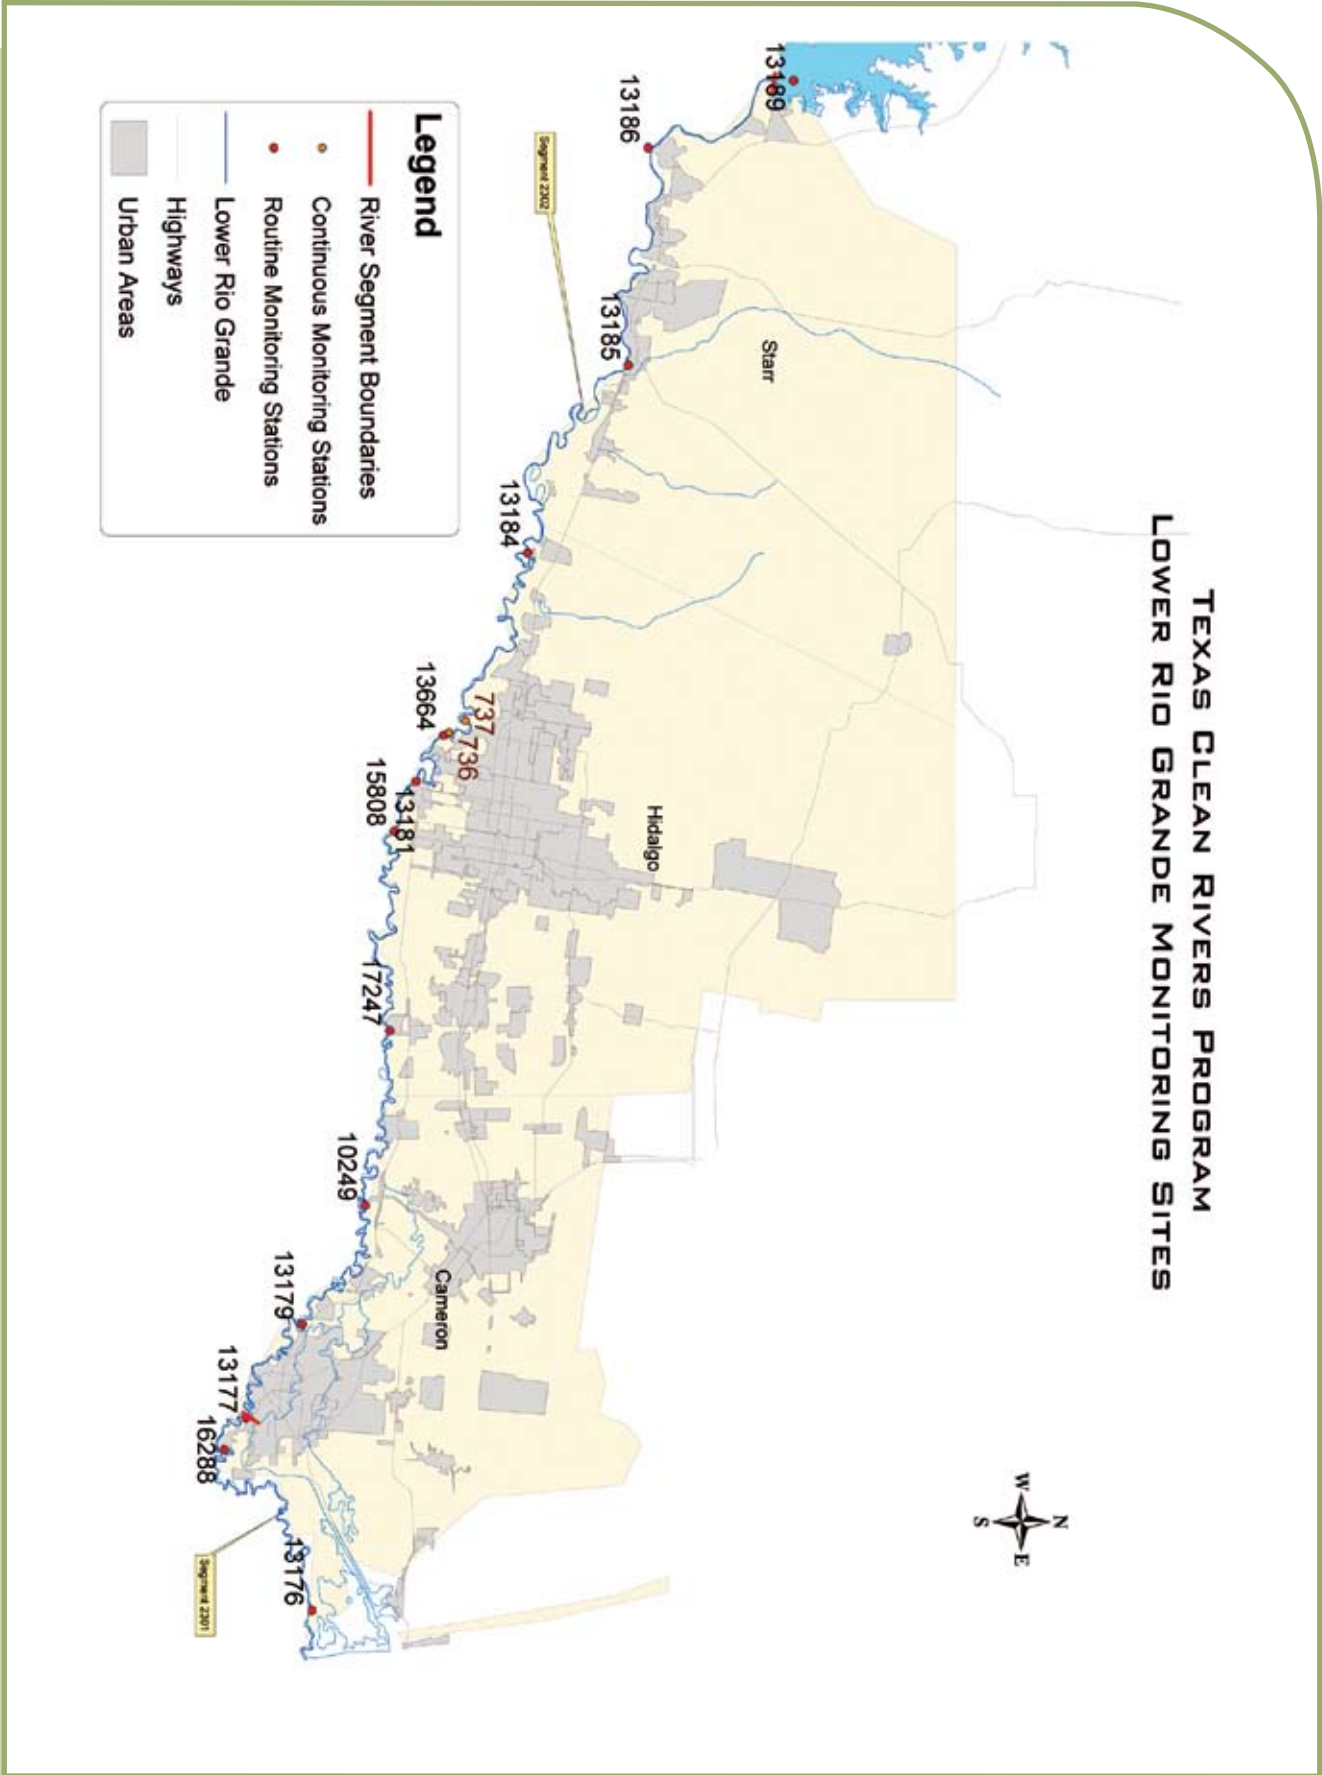 TEXAS CLEAN RIVERS PROGRAM
LOWER RIO GRANDE MONITORING SITES
N
W
E
S
13189
13186
Segment 2302
13185
Starr
13184
13664
737
736
15808
13181
Hidalgo
17247
10249
Cameron
13179
13177
16288
13176
Segment 2301
Legend
River Segment Boundaries
Continuous Monitoring Stations
Routine Monitoring Stations
Lower Rio Grande
Highways
Urban Areas